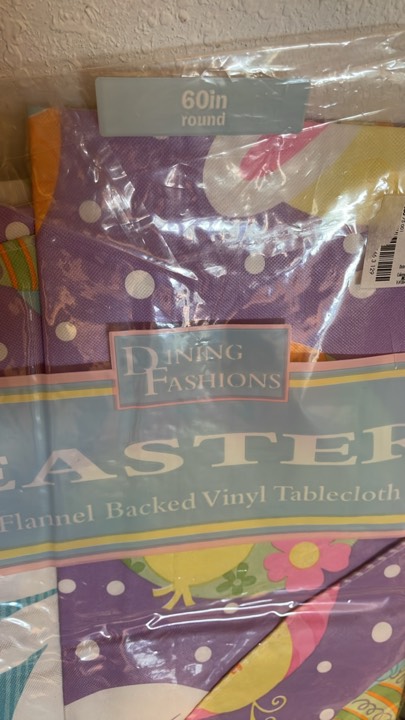 60in
round
DINING
FASHIONS
EASTER
Flannel Backed Vinyl Tablecloth